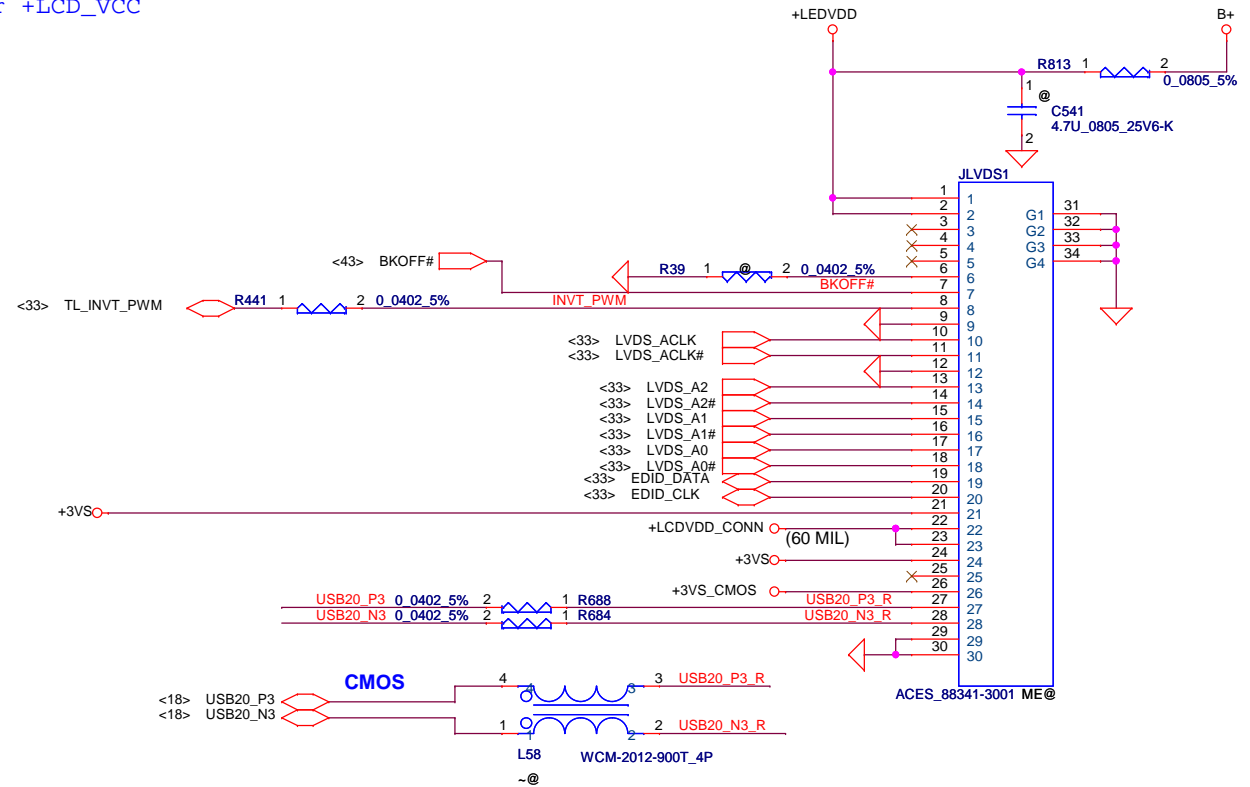 r +LCD_VCC
+LEDVDD
B+
R813 1 2
0_0805_5%
1 @
C541
4.7U_0805_25V6-K
2
JLVDS1
1 1
2 2
3 3
4 4
5 5
6 6
7 7
8 8
9 9
10 10
11 11
12 12
13 13
14 14
15 15
16 16
17 17
18 18
19 19
20 20
21 21
22 22
23 23
24 24
25 25
26 26
27 27
28 28
29 29
30 30
G1 31
G2 32
G3 33
G4 34
<43> BKOFF#
R39 1 @ 2 0_0402_5%
BKOFF#
<33> TL_INVT_PWM R441 1 2 0_0402_5% INVT_PWM
<33> LVDS_ACLK
<33> LVDS_ACLK#
<33> LVDS_A2
<33> LVDS_A2#
<33> LVDS_A1
<33> LVDS_A1#
<33> LVDS_A0
<33> LVDS_A0#
<33> EDID_DATA
<33> EDID_CLK
+3VS
+LCDVDD_CONN (60 MIL)
+3VS
+3VS_CMOS
USB20_P3 0_0402_5% 2 1 R688 USB20_P3_R
USB20_N3 0_0402_5% 2 1 R684 USB20_N3_R
ACES_88341-3001 ME@
CMOS
<18> USB20_P3 4 4 3 3 USB20_P3_R
<18> USB20_N3 1 1 2 2 USB20_N3_R
L58 WCM-2012-900T_4P
~@